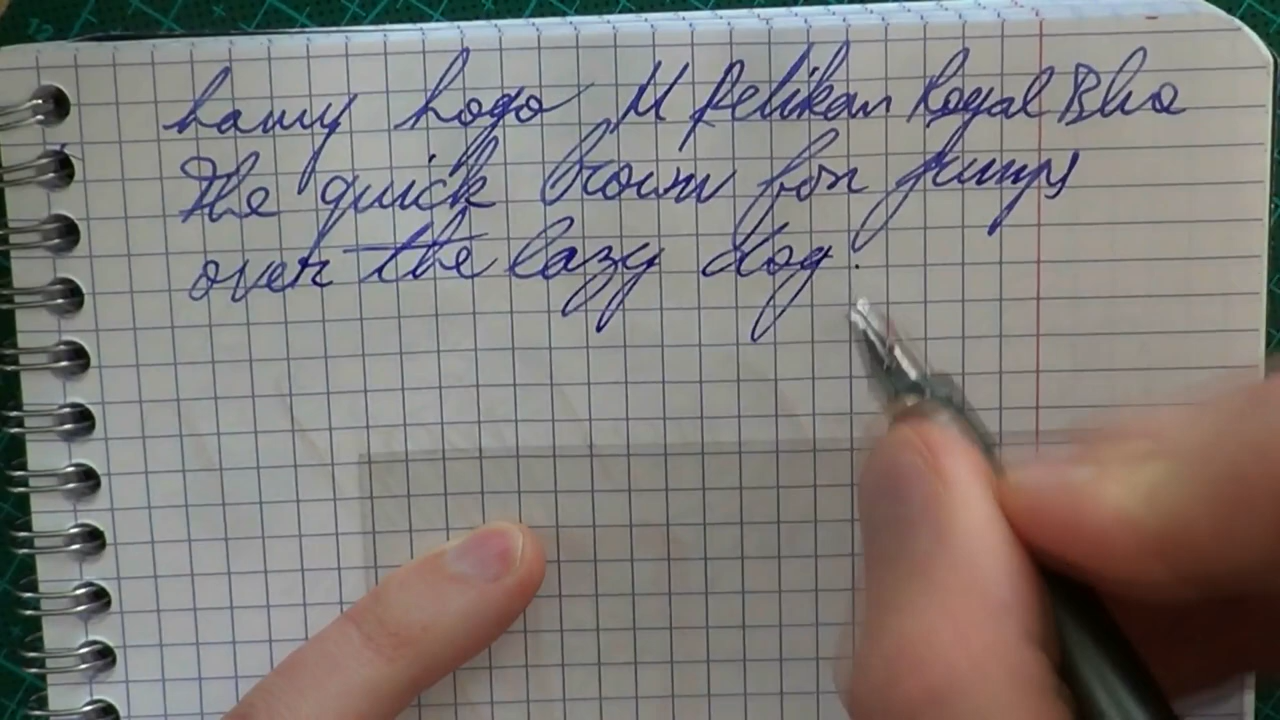 Lamy Logo M Pelikan Royal Blue
The quick brown fox jumps
over the lazy dog.